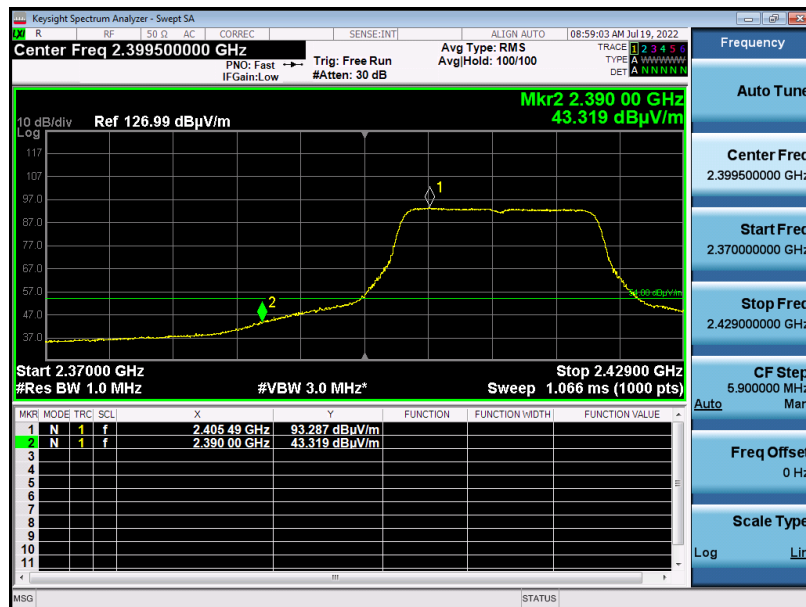 Keysight Spectrum Analyzer - Swept SA
LXI R RF 50 Ω AC CORREC SENSE:INT ALIGN AUTO 08:59:03 AM Jul 19, 2022
Center Freq 2.399500000 GHz
PNO: Fast
IFGain:Low
Trig: Free Run
#Atten: 30 dB
Avg Type: RMS
Avg|Hold: 100/100
TRACE 1 2 3 4 5 6
TYPE A WWWWW
DET A N N N N N
Mkr2 2.390 00 GHz
43.319 dBµV/m
10 dB/div Ref 126.99 dBµV/m
Log
117
107
97.0
87.0
77.0
67.0
57.0
47.0
37.0
1
2
54.00 dBµV/m
Start 2.37000 GHz Stop 2.42900 GHz
#Res BW 1.0 MHz #VBW 3.0 MHz* Sweep 1.066 ms (1000 pts)
MKR MODE TRC SCL X Y FUNCTION FUNCTION WIDTH FUNCTION VALUE
1 N 1 f 2.405 49 GHz 93.287 dBµV/m
2 N 1 f 2.390 00 GHz 43.319 dBµV/m
3
4
5
6
7
8
9
10
11
MSG STATUS
Frequency
Auto Tune
Center Freq
2.399500000 GHz
Start Freq
2.370000000 GHz
Stop Freq
2.429000000 GHz
CF Step
5.900000 MHz
Auto Man
Freq Offset
0 Hz
Scale Type
Log Lin